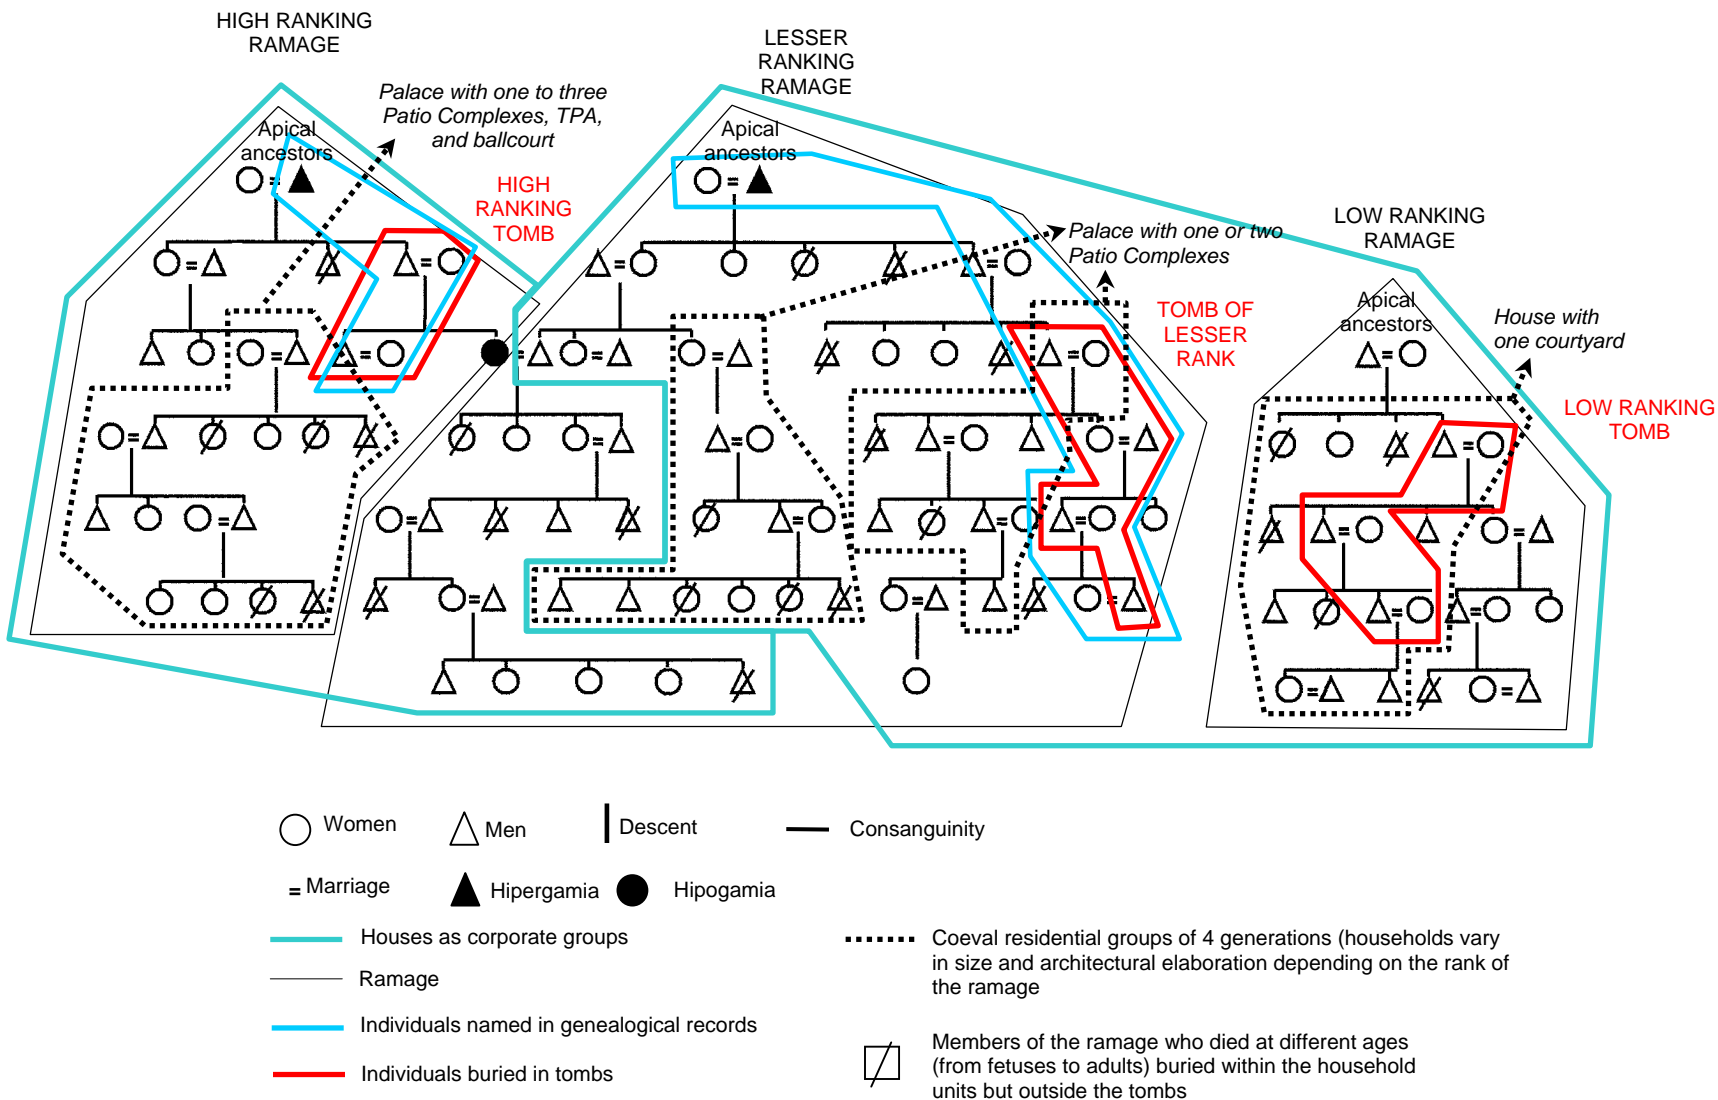 HIGH RANKING
RAMAGE
LESSER
RANKING
RAMAGE
Palace with one to three
Patio Complexes, TPA,
and ballcourt
Apical
ancestors
Apical
ancestors
=
=
HIGH
RANKING
TOMB
LOW RANKING
RAMAGE
Palace with one or two
Patio Complexes
TOMB OF
LESSER
RANK
Apical
ancestors
House with
one courtyard
LOW RANKING
TOMB
Women
Men
Descent
Consanguinity
= Marriage
Hipergamia
Hipogamia
Houses as corporate groups
Ramage
Individuals named in genealogical records
Individuals buried in tombs
Coeval residential groups of 4 generations (households vary
in size and architectural elaboration depending on the rank of
the ramage
Members of the ramage who died at different ages
(from fetuses to adults) buried within the household
units but outside the tombs